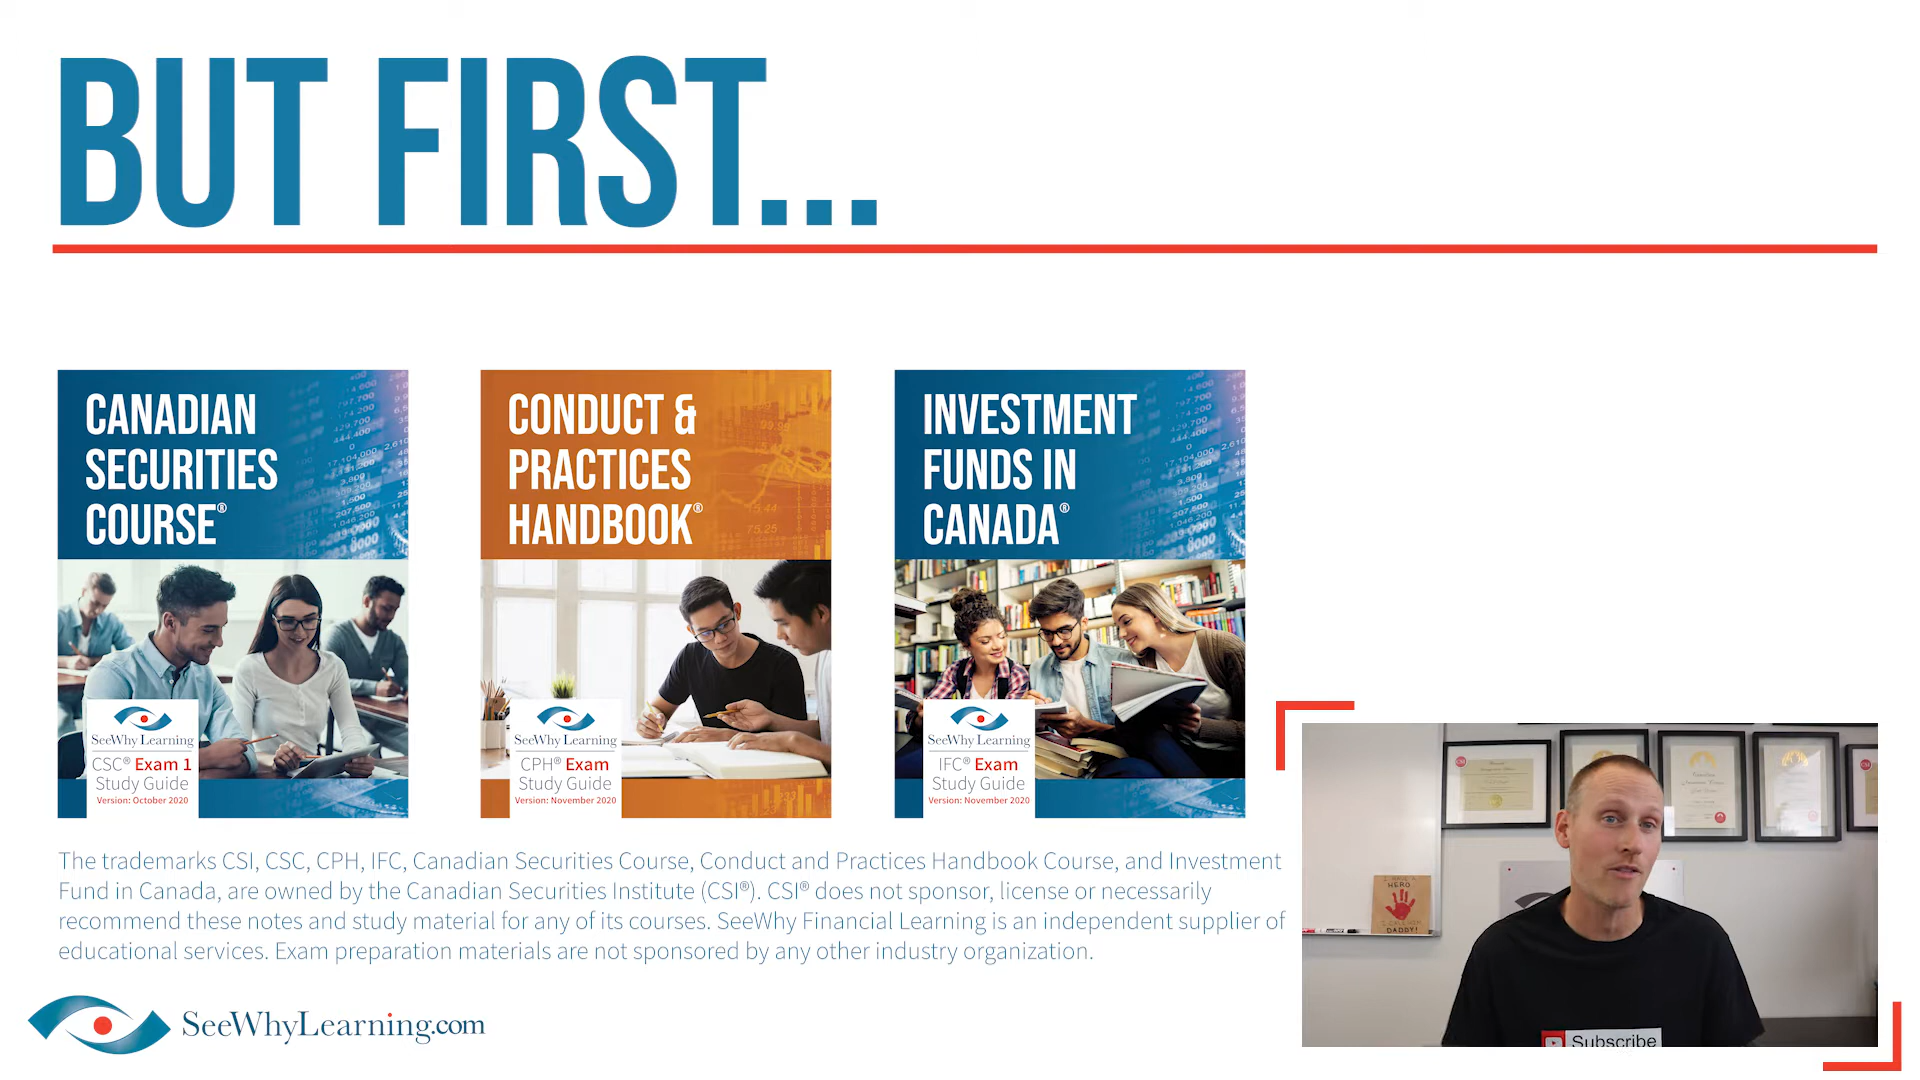 BUT FIRST...
CANADIAN
SECURITIES
COURSE®
SeeWhy Learning
CSC® Exam 1
Study Guide
Version: October 2020
CONDUCT &
PRACTICES
HANDBOOK®
SeeWhy Learning
CPH® Exam
Study Guide
Version: November 2020
INVESTMENT
FUNDS IN
CANADA®
SeeWhy Learning
IFC® Exam
Study Guide
Version: November 2020
The trademarks CSI, CSC, CPH, IFC, Canadian Securities Course, Conduct and Practices Handbook Course, and Investment
Fund in Canada, are owned by the Canadian Securities Institute (CSI®). CSI® does not sponsor, license or necessarily
recommend these notes and study material for any of its courses. SeeWhy Financial Learning is an independent supplier of
educational services. Exam preparation materials are not sponsored by any other industry organization.
SeeWhyLearning.com
HERO
DADDY!
Subscribe